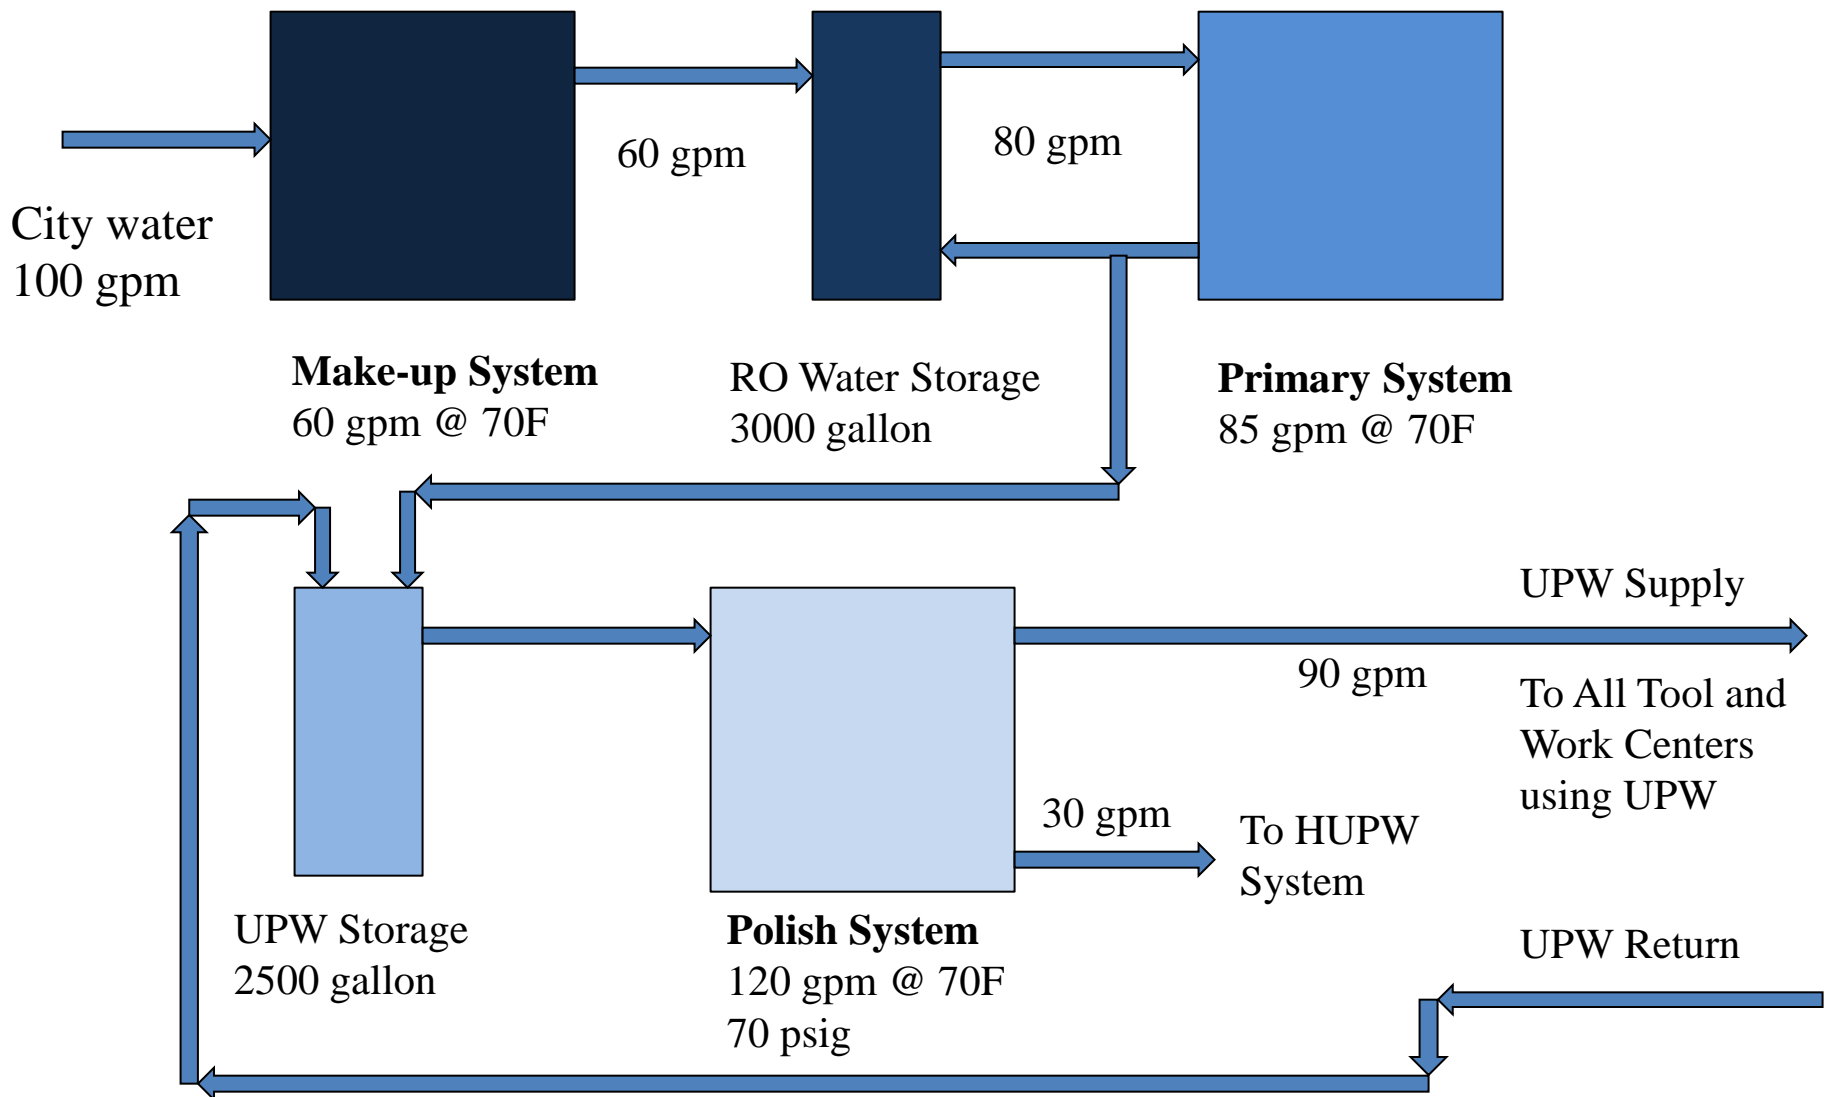 60 gpm
80 gpm
City water
100 gpm
Make-up System
60 gpm @ 70F
RO Water Storage
3000 gallon
Primary System
85 gpm @ 70F
UPW Supply
90 gpm
To All Tool and
Work Centers
using UPW
30 gpm
To HUPW
System
UPW Storage
2500 gallon
Polish System
120 gpm @ 70F
70 psig
UPW Return